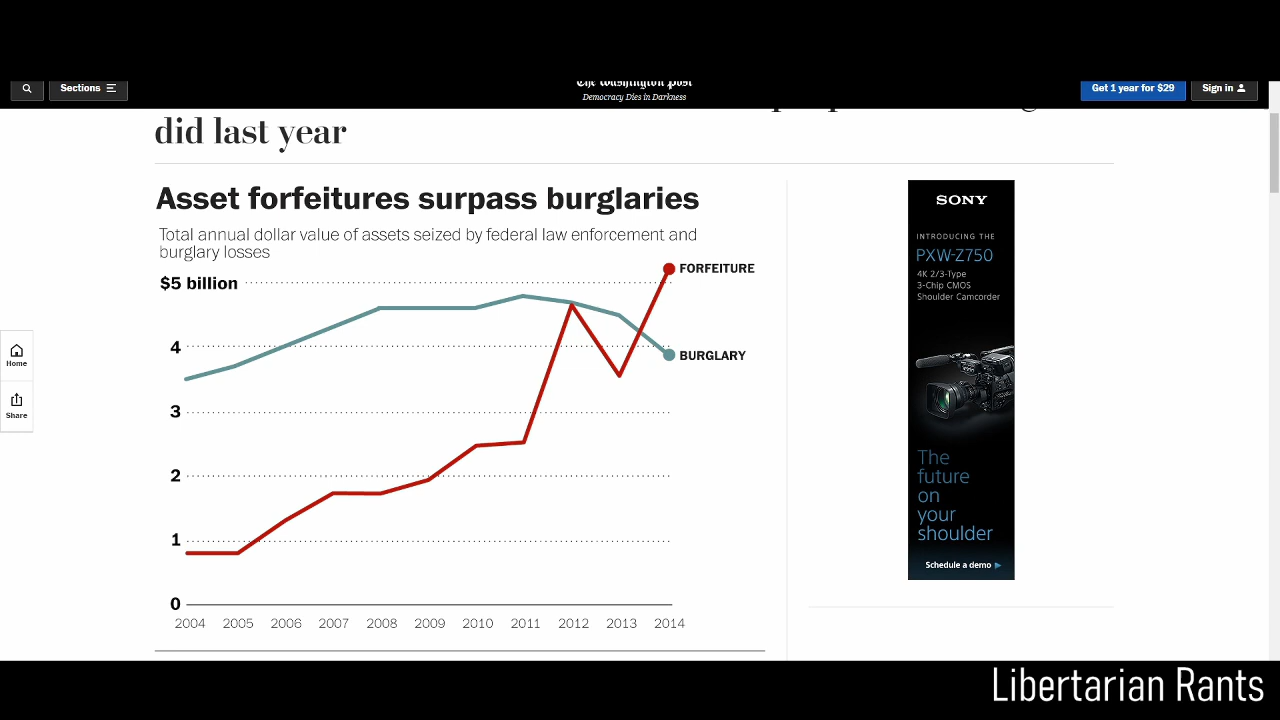 Sections
The Washington Post
Democracy Dies in Darkness
Get 1 year for $29
Sign in
did last year
Asset forfeitures surpass burglaries
Total annual dollar value of assets seized by federal law enforcement and
burglary losses
$5 billion
FORFEITURE
4
BURGLARY
3
2
1
0
2004 2005 2006 2007 2008 2009 2010 2011 2012 2013 2014
Home
Share
SONY
INTRODUCING THE
PXW-Z750
4K 2/3-Type
3-Chip CMOS
Shoulder Camcorder
The
future
on
your
shoulder
Schedule a demo
Libertarian Rants